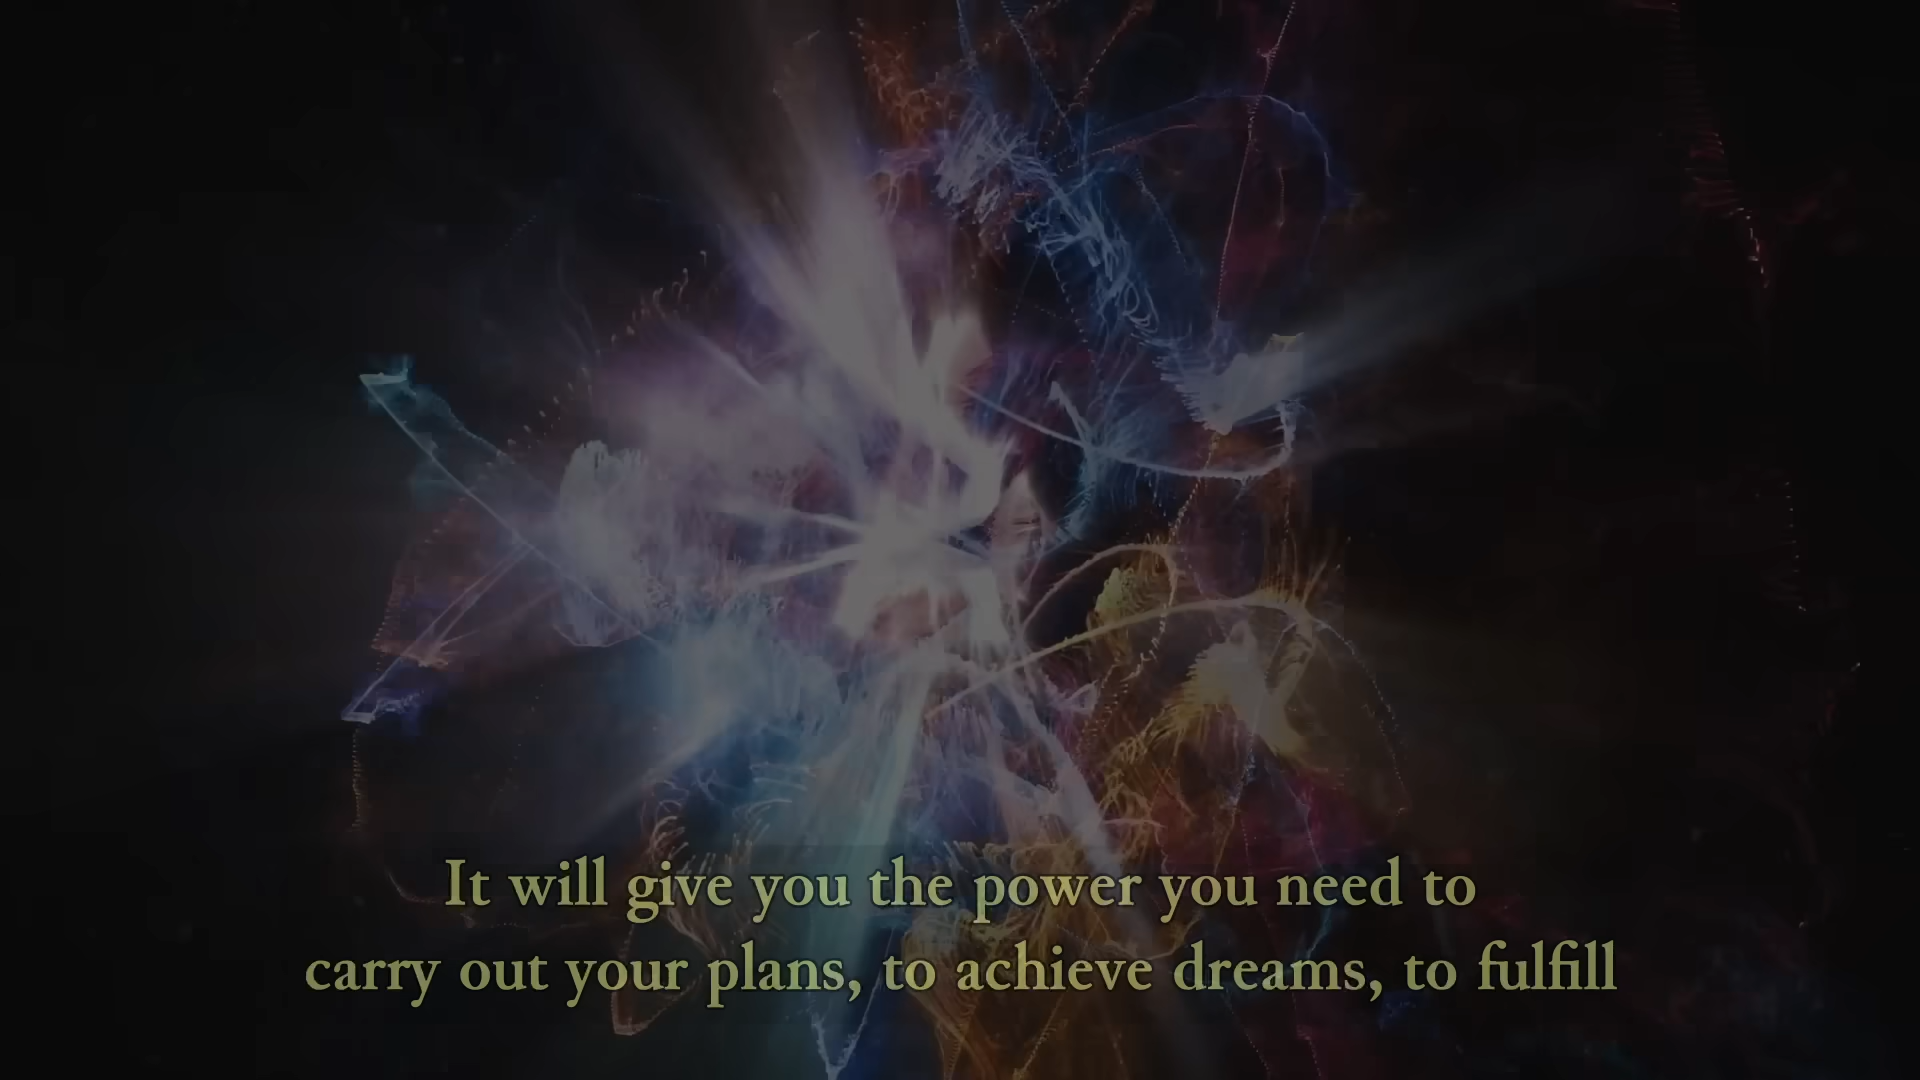 It will give you the power you need to
carry out your plans, to achieve dreams, to fulfill